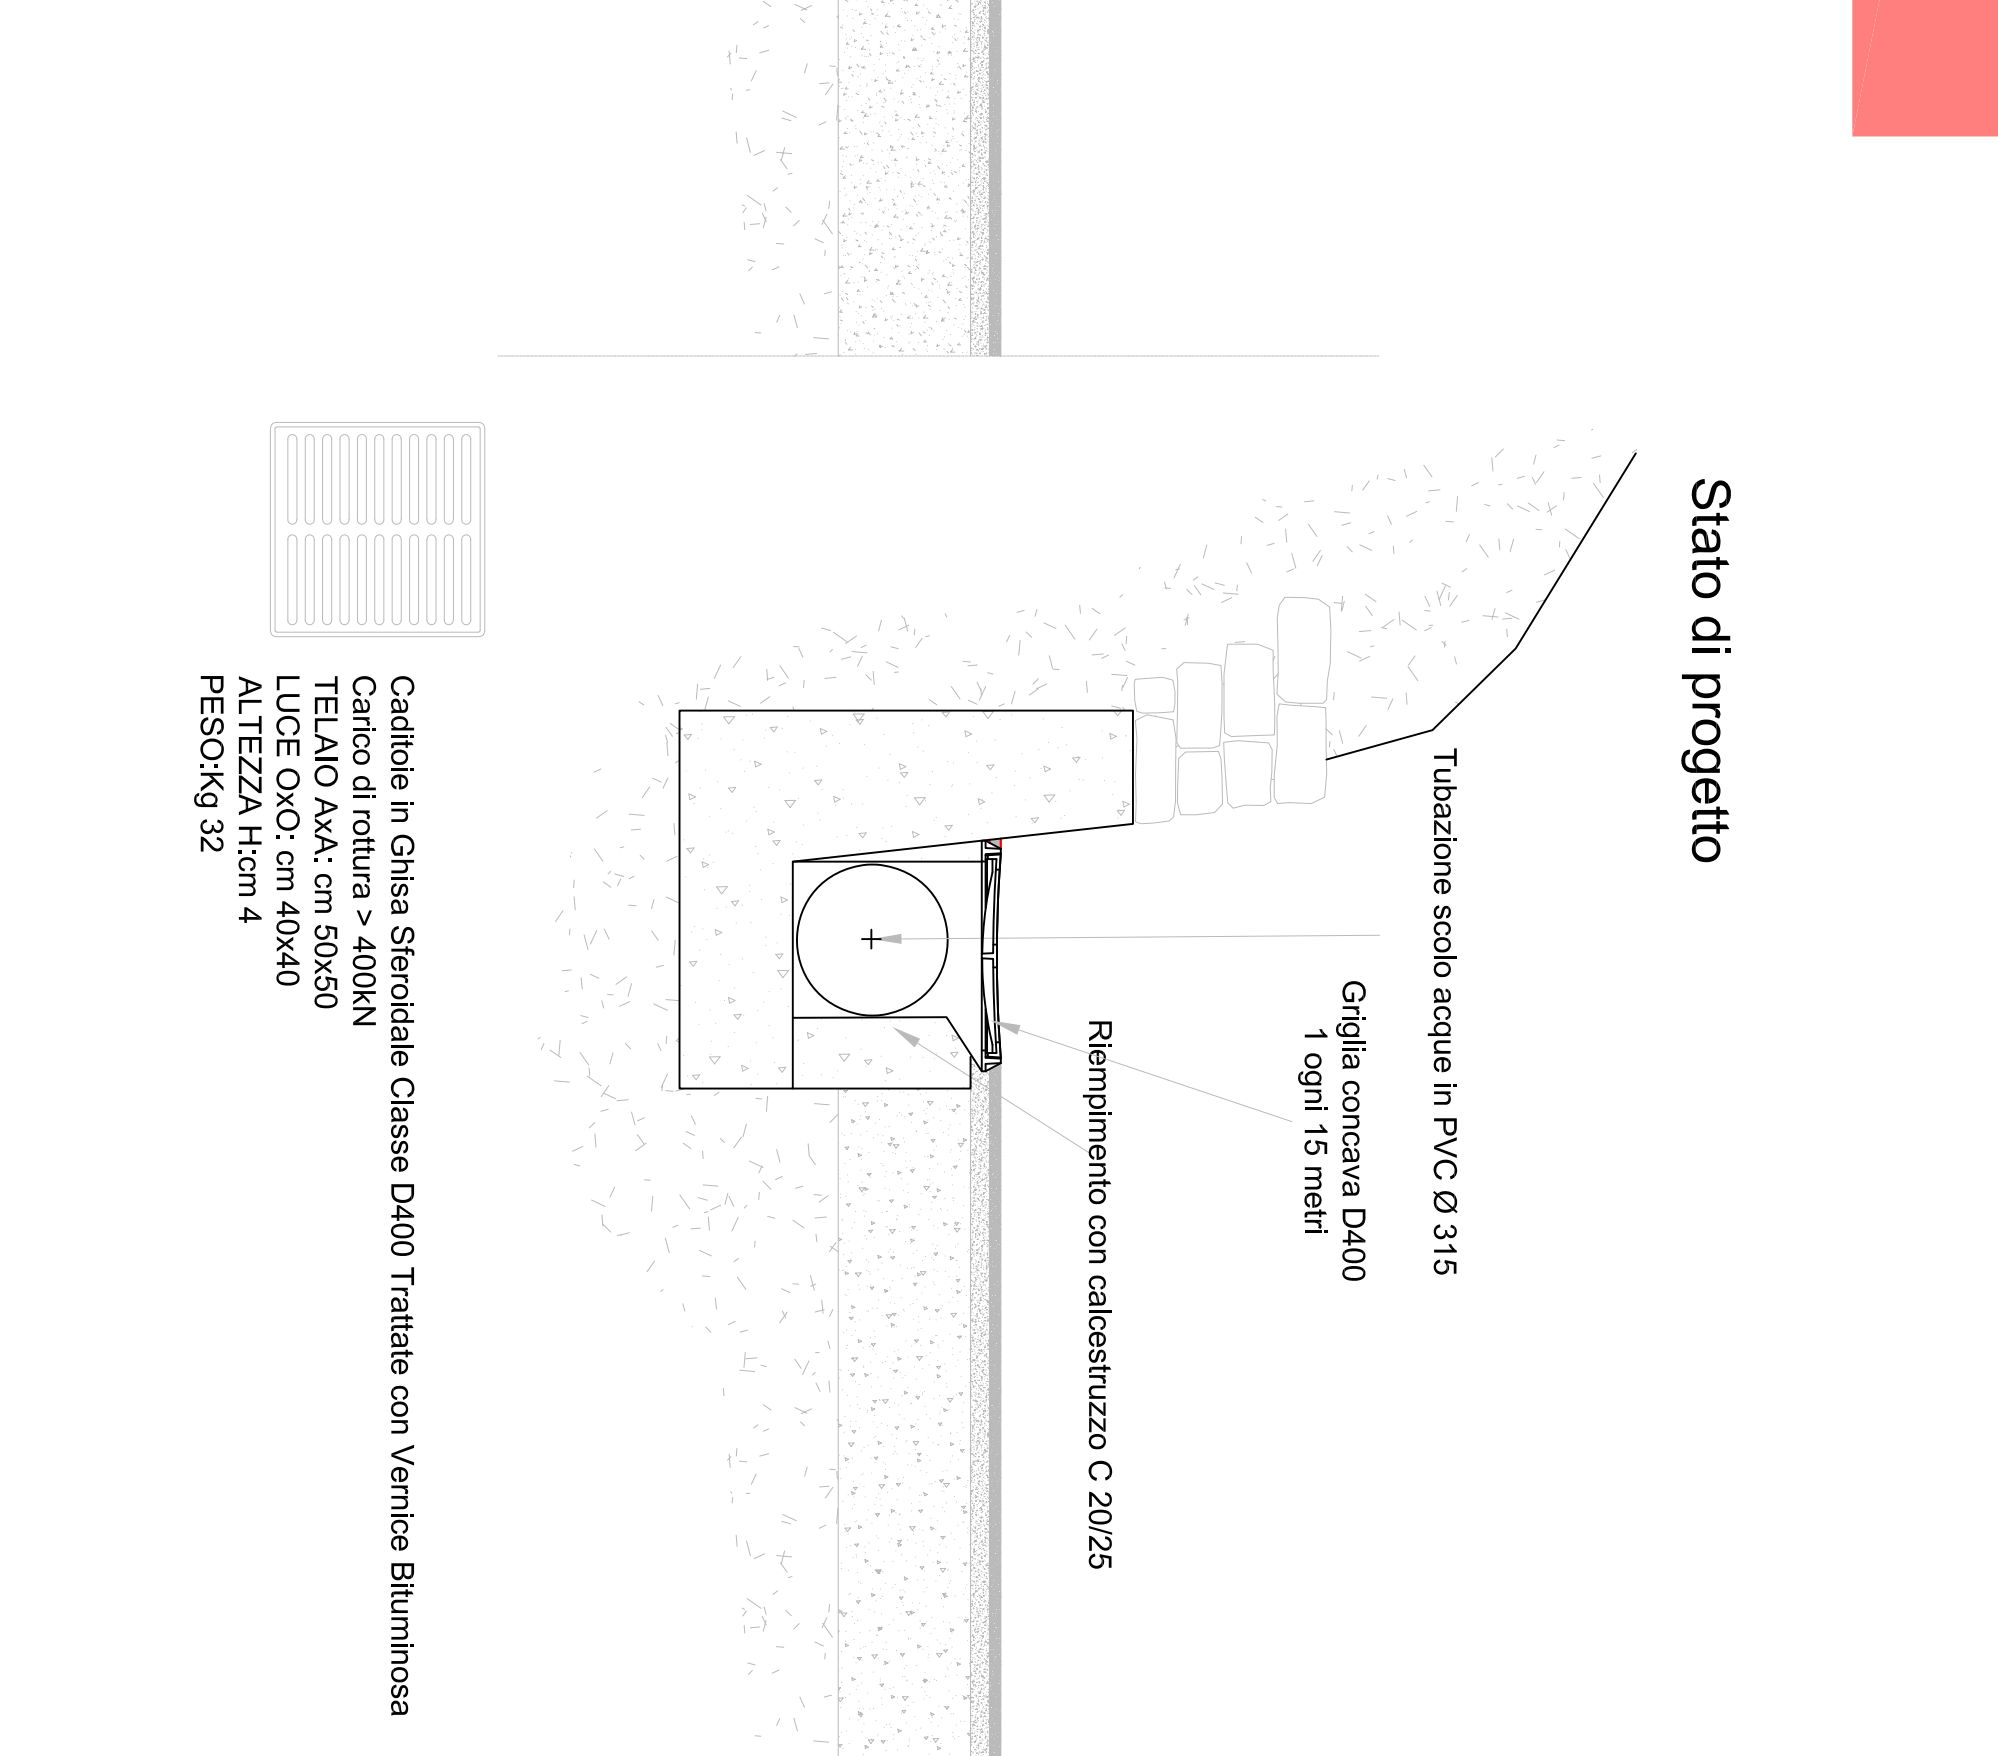 Stato di progetto
Tubazione scolo acque in PVC Ø 315
Griglia concava D400
1 ogni 15 metri
Riempimento con calcestruzzo C 20/25
Caditoie in Ghisa Sferoidale Classe D400 Trattate con Vernice Bituminosa
Carico di rottura > 400kN
TELAIO AxA: cm 50x50
LUCE OxO: cm 40x40
ALTEZZA H:cm 4
PESO:Kg 32